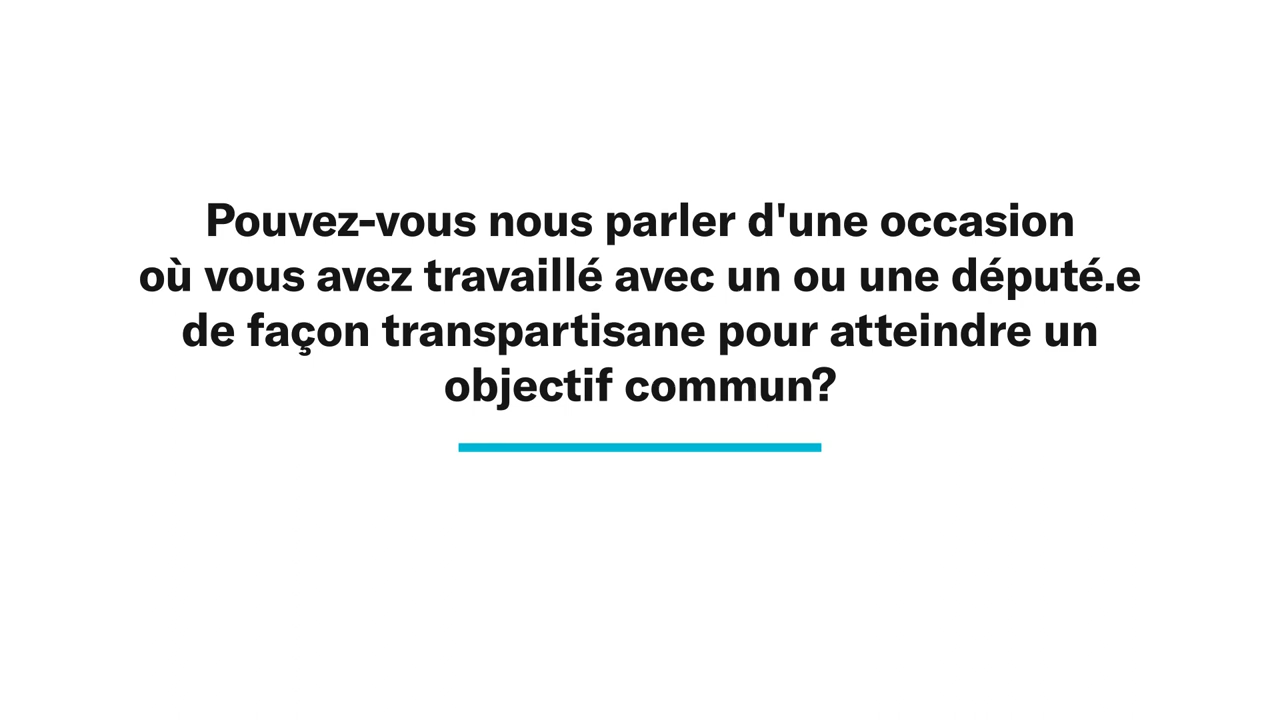 Pouvez-vous nous parler d'une occasion
où vous avez travaillé avec un ou une député.e
de façon transpartisane pour atteindre un
objectif commun?